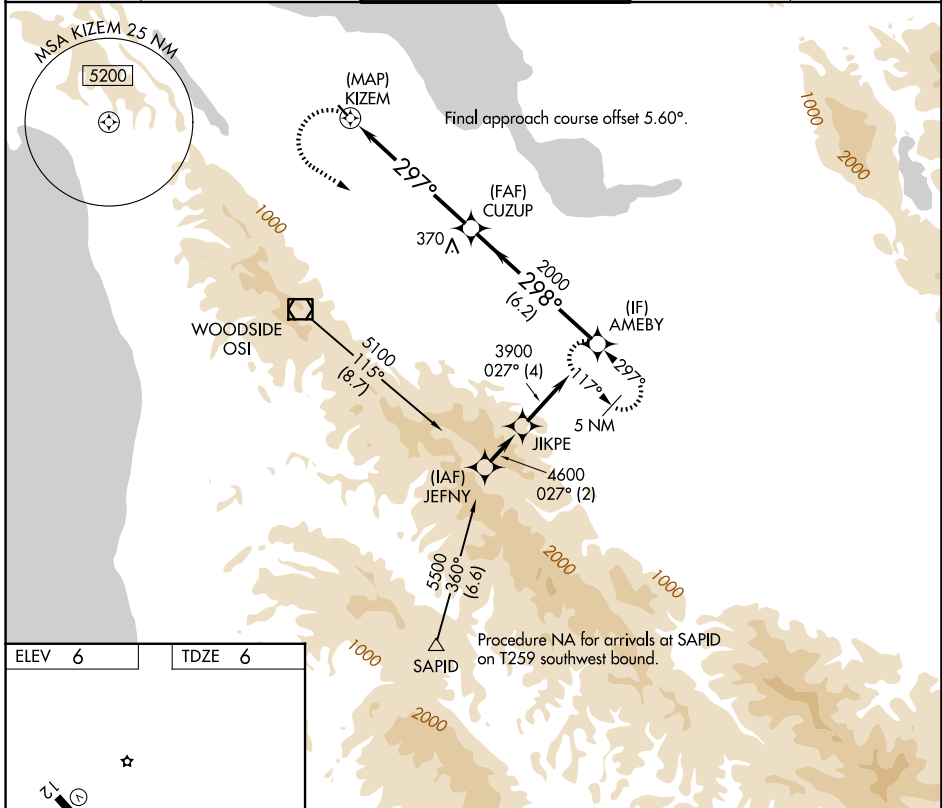 MSA KIZEM 25 NM
5200
(MAP)
KIZEM
Final approach course offset 5.60°.
1000
2000
297°
(FAF)
CUZUP
370
1000
2000
298°
(6.2)
(IF)
AMEBY
WOODSIDE
OSI
5100
115°
(8.7)
3900
027° (4)
117°
297°
5 NM
JIKPE
(IAF)
JEFNY
4600
027° (2)
5500
360°
(6.6)
2000
1000
SAPID
Procedure NA for arrivals at SAPID
on T259 southwest bound.
1000
2000
ELEV 6
TDZE 6
12
V